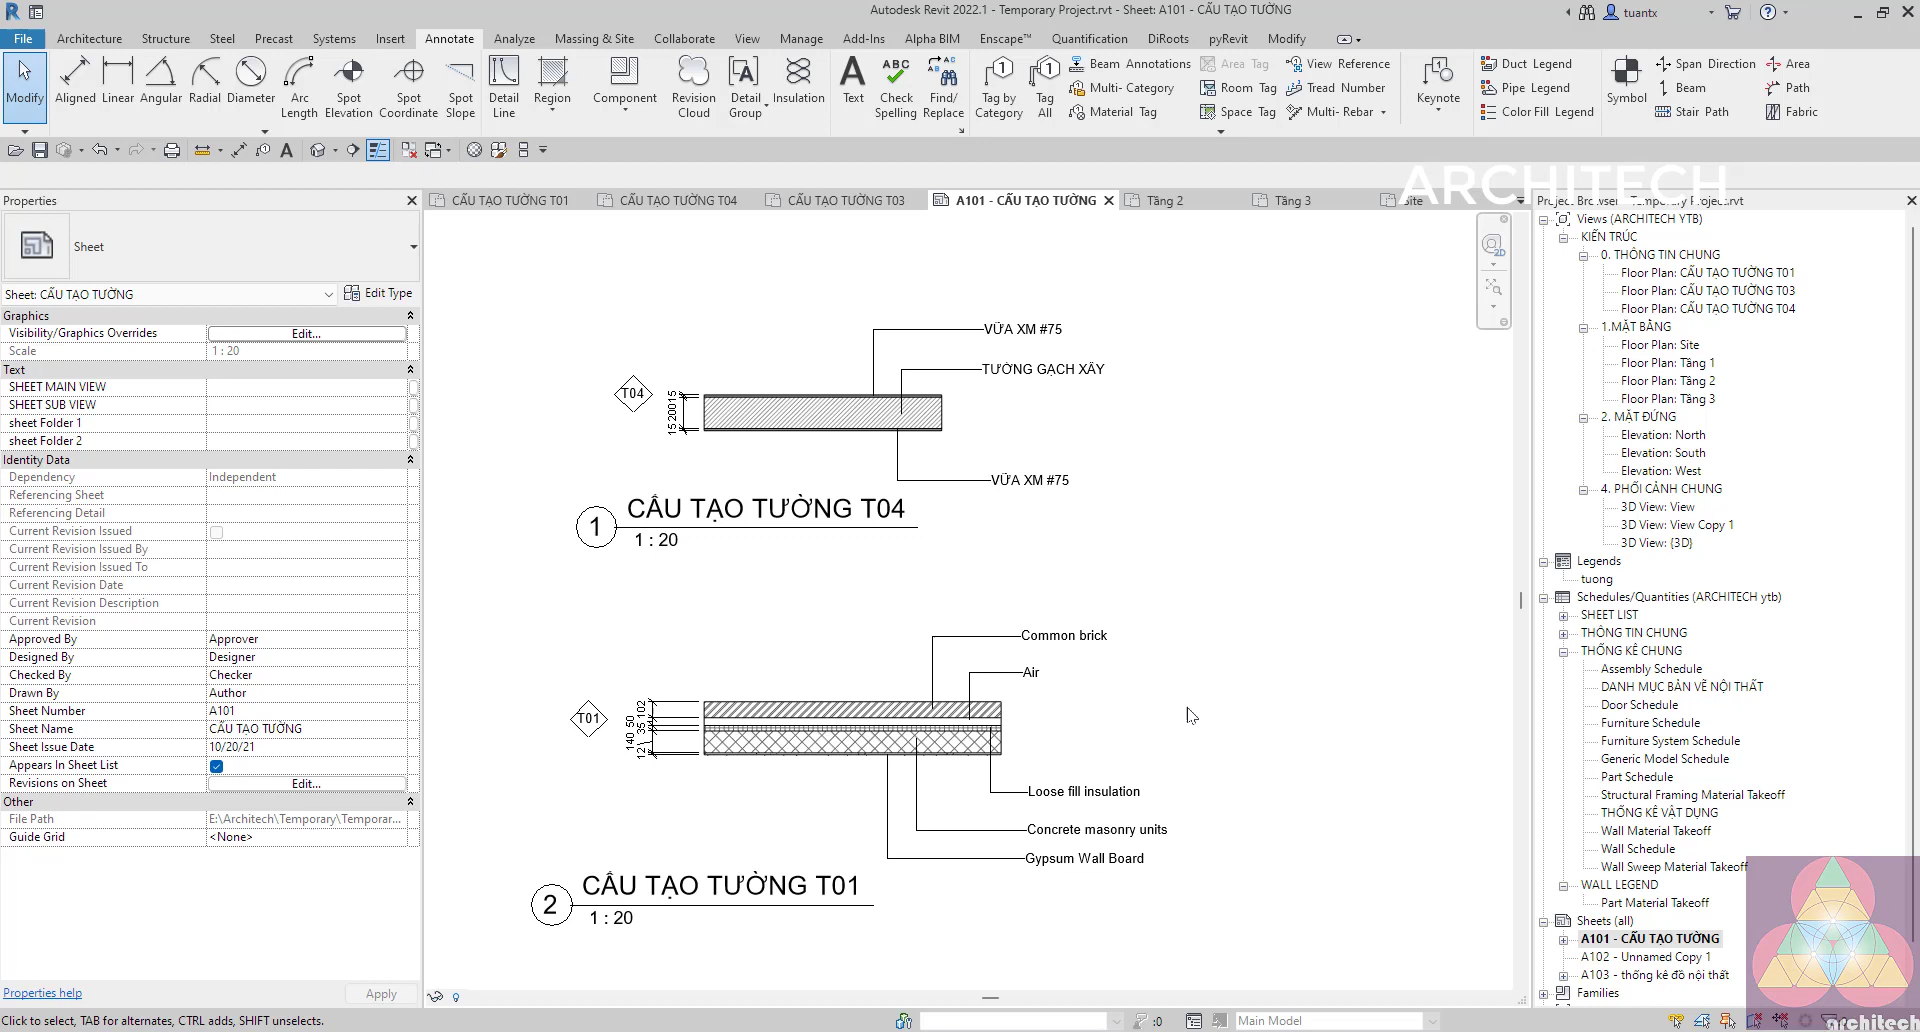 Autodesk Revit 2022.1 - Temporary Project.rvt - Sheet: A101 - CẤU TẠO TƯỜNG
tuantx
File Architecture Structure Steel Precast Systems Insert Annotate Analyze Massing & Site Collaborate View Manage Add-Ins Alpha BIM Enscape™ Quantification DiRoots pyRevit Modify
Modify
Aligned Linear Angular Radial Diameter Arc Length Spot Elevation Spot Coordinate Spot Slope
Detail Line Region Component Revision Cloud Detail Group Insulation
Text Check Spelling Find/ Replace
Tag by Category Tag All Beam Annotations Multi- Category Material Tag
Area Tag Room Tag Space Tag View Reference Tread Number Multi- Rebar
Keynote Duct Legend Pipe Legend Color Fill Legend
Symbol Span Direction Beam Stair Path Area Path Fabric
ARCHITECH
Properties
Sheet
Sheet: CẤU TẠO TƯỜNG
Edit Type
Graphics
Visibility/Graphics Overrides Edit...
Scale 1 : 20
Text
SHEET MAIN VIEW
SHEET SUB VIEW
sheet Folder 1
sheet Folder 2
Identity Data
Dependency Independent
Referencing Sheet
Referencing Detail
Current Revision Issued
Current Revision Issued By
Current Revision Issued To
Current Revision Date
Current Revision Description
Current Revision
Approved By Approver
Designed By Designer
Checked By Checker
Drawn By Author
Sheet Number A101
Sheet Name CẤU TẠO TƯỜNG
Sheet Issue Date 10/20/21
Appears In Sheet List
Revisions on Sheet Edit...
Other
File Path E:\Architech\Temporary\Temporar...
Guide Grid <None>
Properties help
Apply
CẤU TẠO TƯỜNG T01 CẤU TẠO TƯỜNG T04 CẤU TẠO TƯỜNG T03 A101 - CẤU TẠO TƯỜNG Tầng 2 Tầng 3 Site
2D
VỮA XM #75
TƯỜNG GẠCH XÂY
T04
15 200 15
VỮA XM #75
1
CẤU TẠO TƯỜNG T04
1 : 20
Common brick
Air
T01
12 140 35 50 102
Loose fill insulation
Concrete masonry units
Gypsum Wall Board
2
CẤU TẠO TƯỜNG T01
1 : 20
Project Browser - Temporary Project.rvt
Views (ARCHITECH YTB)
KIẾN TRÚC
0. THÔNG TIN CHUNG
Floor Plan: CẤU TẠO TƯỜNG T01
Floor Plan: CẤU TẠO TƯỜNG T03
Floor Plan: CẤU TẠO TƯỜNG T04
1.MẶT BẰNG
Floor Plan: Site
Floor Plan: Tầng 1
Floor Plan: Tầng 2
Floor Plan: Tầng 3
2. MẶT ĐỨNG
Elevation: North
Elevation: South
Elevation: West
4. PHỐI CẢNH CHUNG
3D View: View
3D View: View Copy 1
3D View: {3D}
Legends
tuong
Schedules/Quantities (ARCHITECH ytb)
SHEET LIST
THÔNG TIN CHUNG
THỐNG KÊ CHUNG
Assembly Schedule
DANH MỤC BẢN VẼ NỘI THẤT
Door Schedule
Furniture Schedule
Furniture System Schedule
Generic Model Schedule
Part Schedule
Structural Framing Material Takeoff
THỐNG KÊ VẬT DỤNG
Wall Material Takeoff
Wall Schedule
Wall Sweep Material Takeoff
WALL LEGEND
Part Material Takeoff
Sheets (all)
A101 - CẤU TẠO TƯỜNG
A102 - Unnamed Copy 1
A103 - thống kê đồ nội thất
Families
architech
Click to select, TAB for alternates, CTRL adds, SHIFT unselects.
:0
Main Model